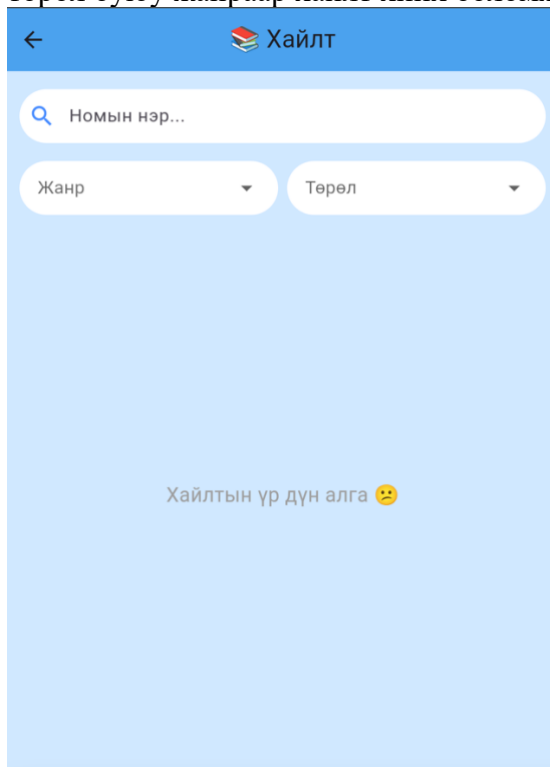 📚 Хайлт
Номын нэр...
Жанр
Төрөл
Хайлтын үр дүн алга 😕